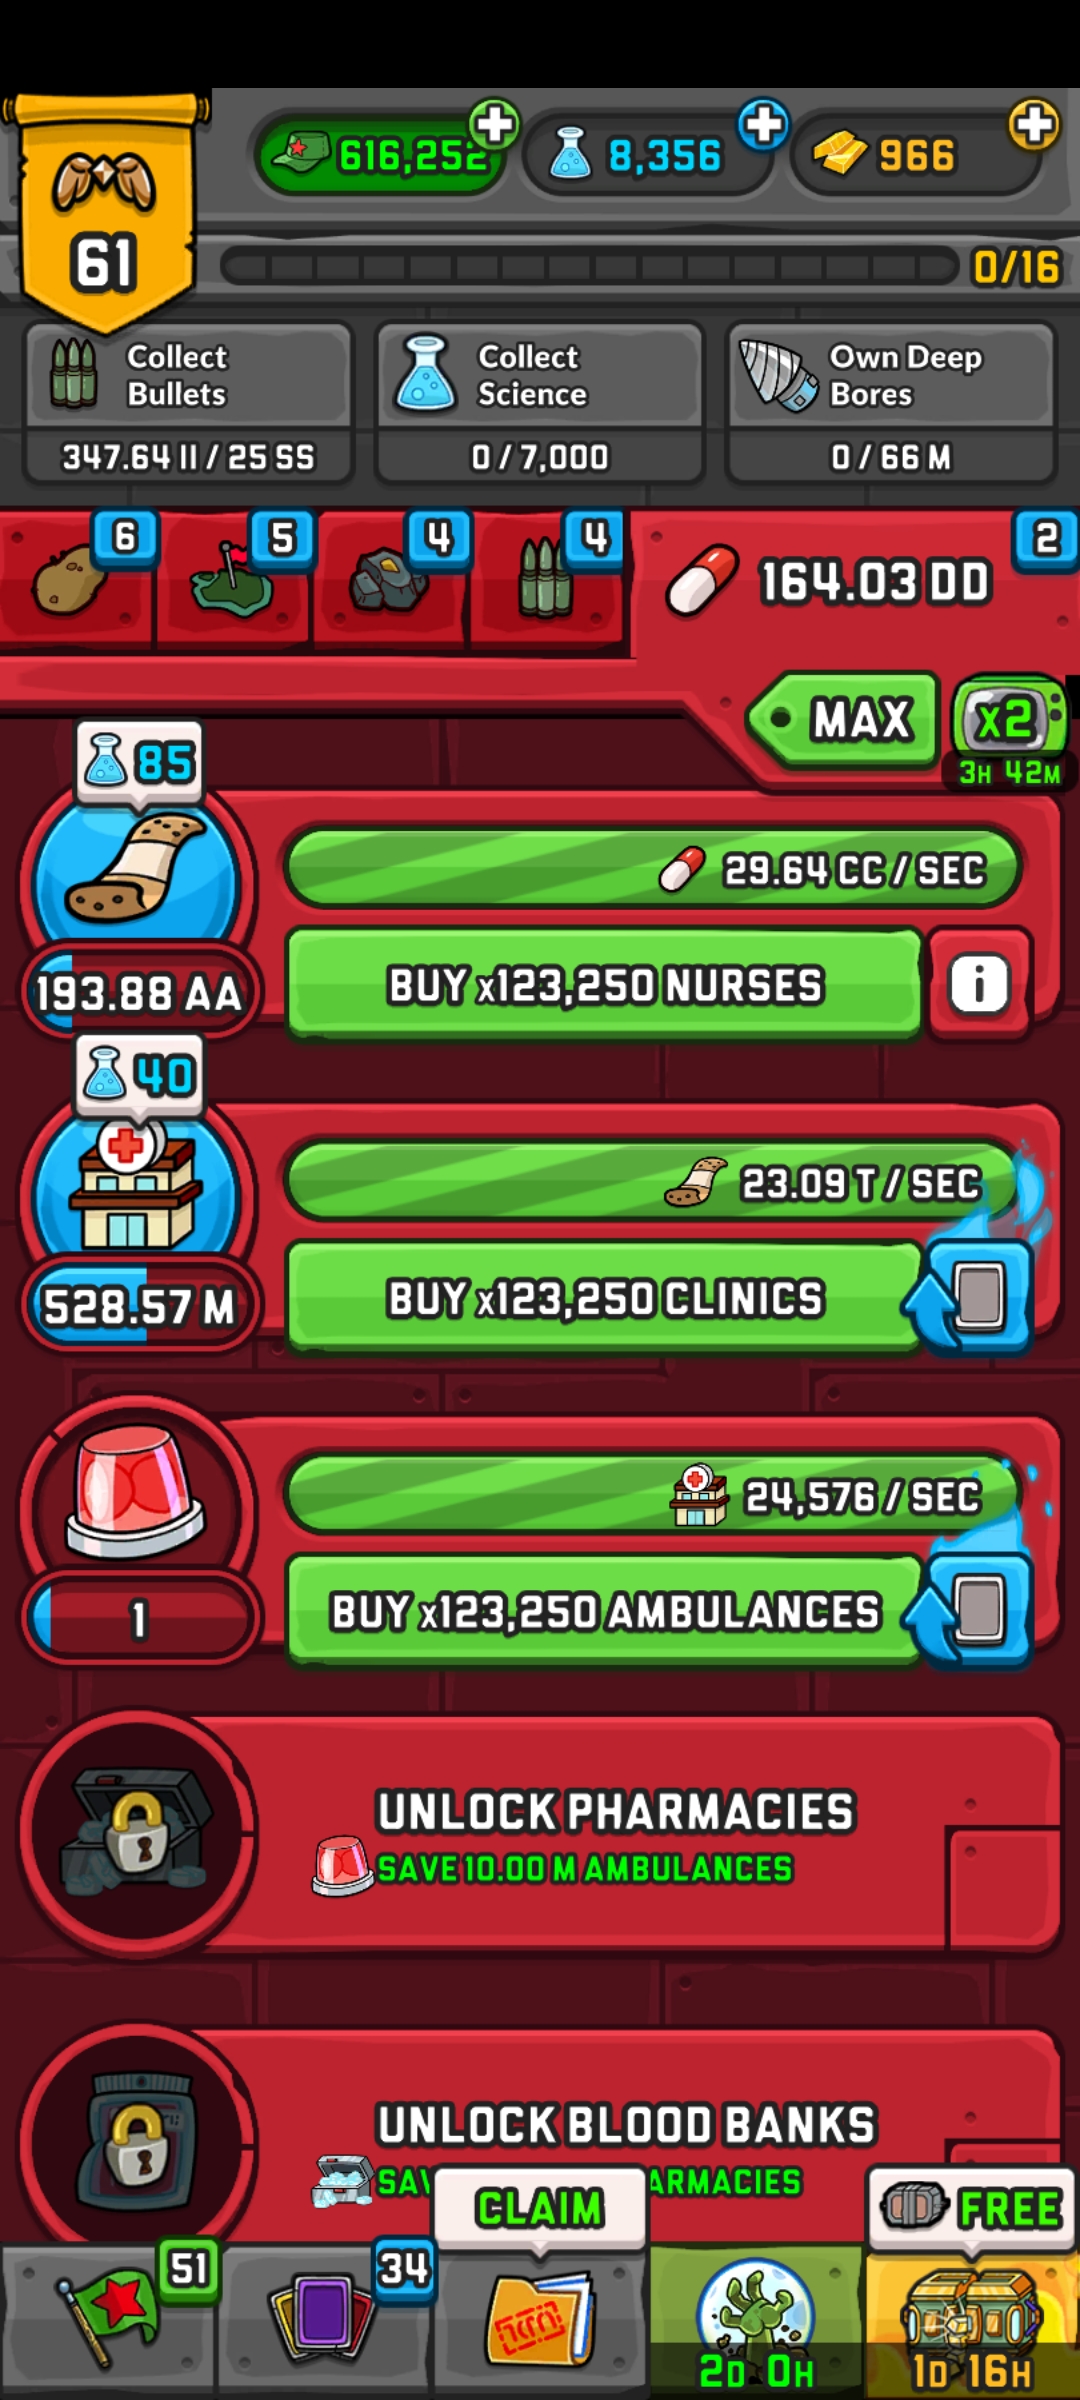 616,252
8,356
966
61
0/16
Collect
Bullets
347.64 II / 25 SS
Collect
Science
0 / 7,000
Own Deep
Bores
0 / 66 M
6
5
4
4
164.03 DD
2
MAX
x2
3H 42M
85
29.64 CC / SEC
193.88 AA
BUY x123,250 NURSES
i
40
23.09 T / SEC
528.57 M
BUY x123,250 CLINICS
24,576 / SEC
1
BUY x123,250 AMBULANCES
UNLOCK PHARMACIES
SAVE 10.00 M AMBULANCES
UNLOCK BLOOD BANKS
CLAIM
FREE
51
34
2D 0H
1D 16H